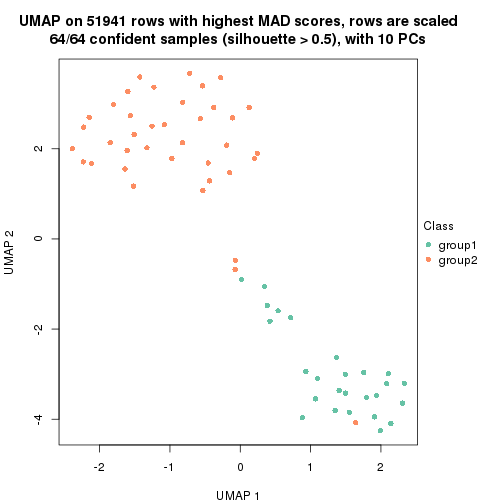 UMAP on 51941 rows with highest MAD scores, rows are scaled
64/64 confident samples (silhouette > 0.5), with 10 PCs
Class
group1
group2
UMAP 2
2
0
-2
-4
-2
-1
0
1
2
UMAP 1